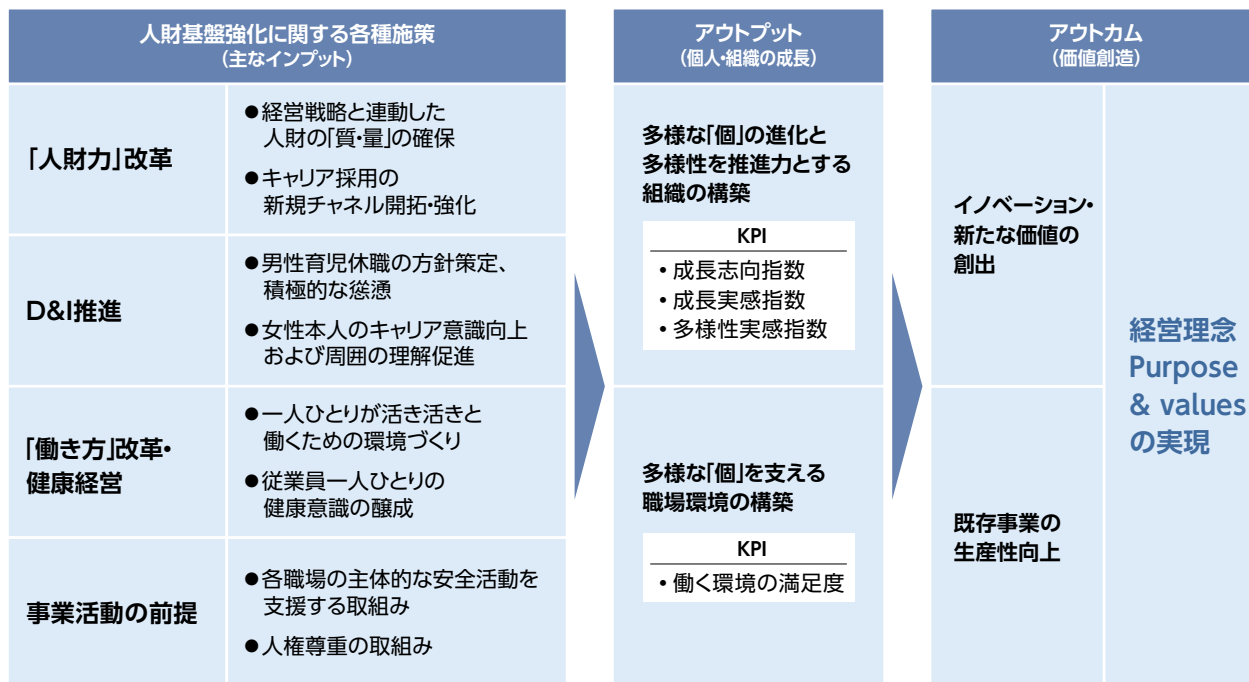 人財基盤強化に関する各種施策
(主なインプット)
「人財力」改革
●経営戦略と連動した
人財の「質・量」の確保
●キャリア採用の
新規チャネル開拓・強化
D&I推進
●男性育児休職の方針策定、
積極的な慫慂
●女性本人のキャリア意識向上
および周囲の理解促進
「働き方」改革・
健康経営
●一人ひとりが活き活きと
働くための環境づくり
●従業員一人ひとりの
健康意識の醸成
事業活動の前提
●各職場の主体的な安全活動を
支援する取組み
●人権尊重の取組み
アウトプット
(個人・組織の成長)
多様な「個」の進化と
多様性を推進力とする
組織の構築
KPI
・成長志向指数
・成長実感指数
・多様性実感指数
多様な「個」を支える
職場環境の構築
KPI
・働く環境の満足度
アウトカム
(価値創造)
イノベーション・
新たな価値の
創出
既存事業の
生産性向上
経営理念
Purpose
& values
の実現